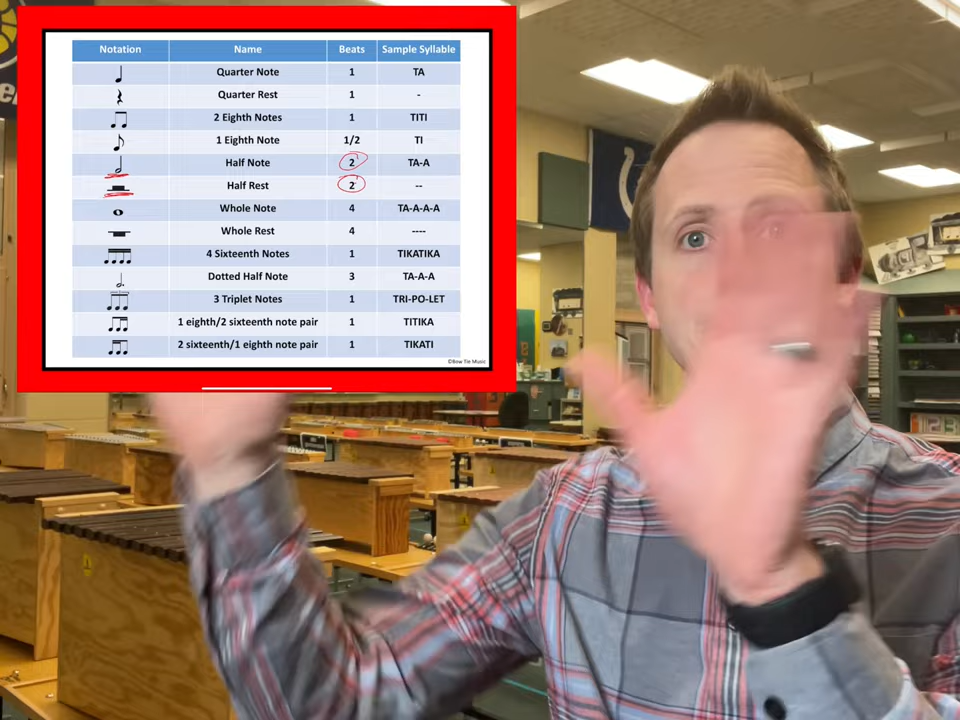 Notation Name Beats Sample Syllable
Quarter Note 1 TA
Quarter Rest 1 -
2 Eighth Notes 1 TITI
1 Eighth Note 1/2 TI
Half Note 2 TA-A
Half Rest 2 --
Whole Note 4 TA-A-A-A
Whole Rest 4 ----
4 Sixteenth Notes 1 TIKATIKA
Dotted Half Note 3 TA-A-A
3 Triplet Notes 1 TRI-PO-LET
1 eighth/2 sixteenth note pair 1 TITIKA
2 sixteenth/1 eighth note pair 1 TIKATI
©Bow Tie Music